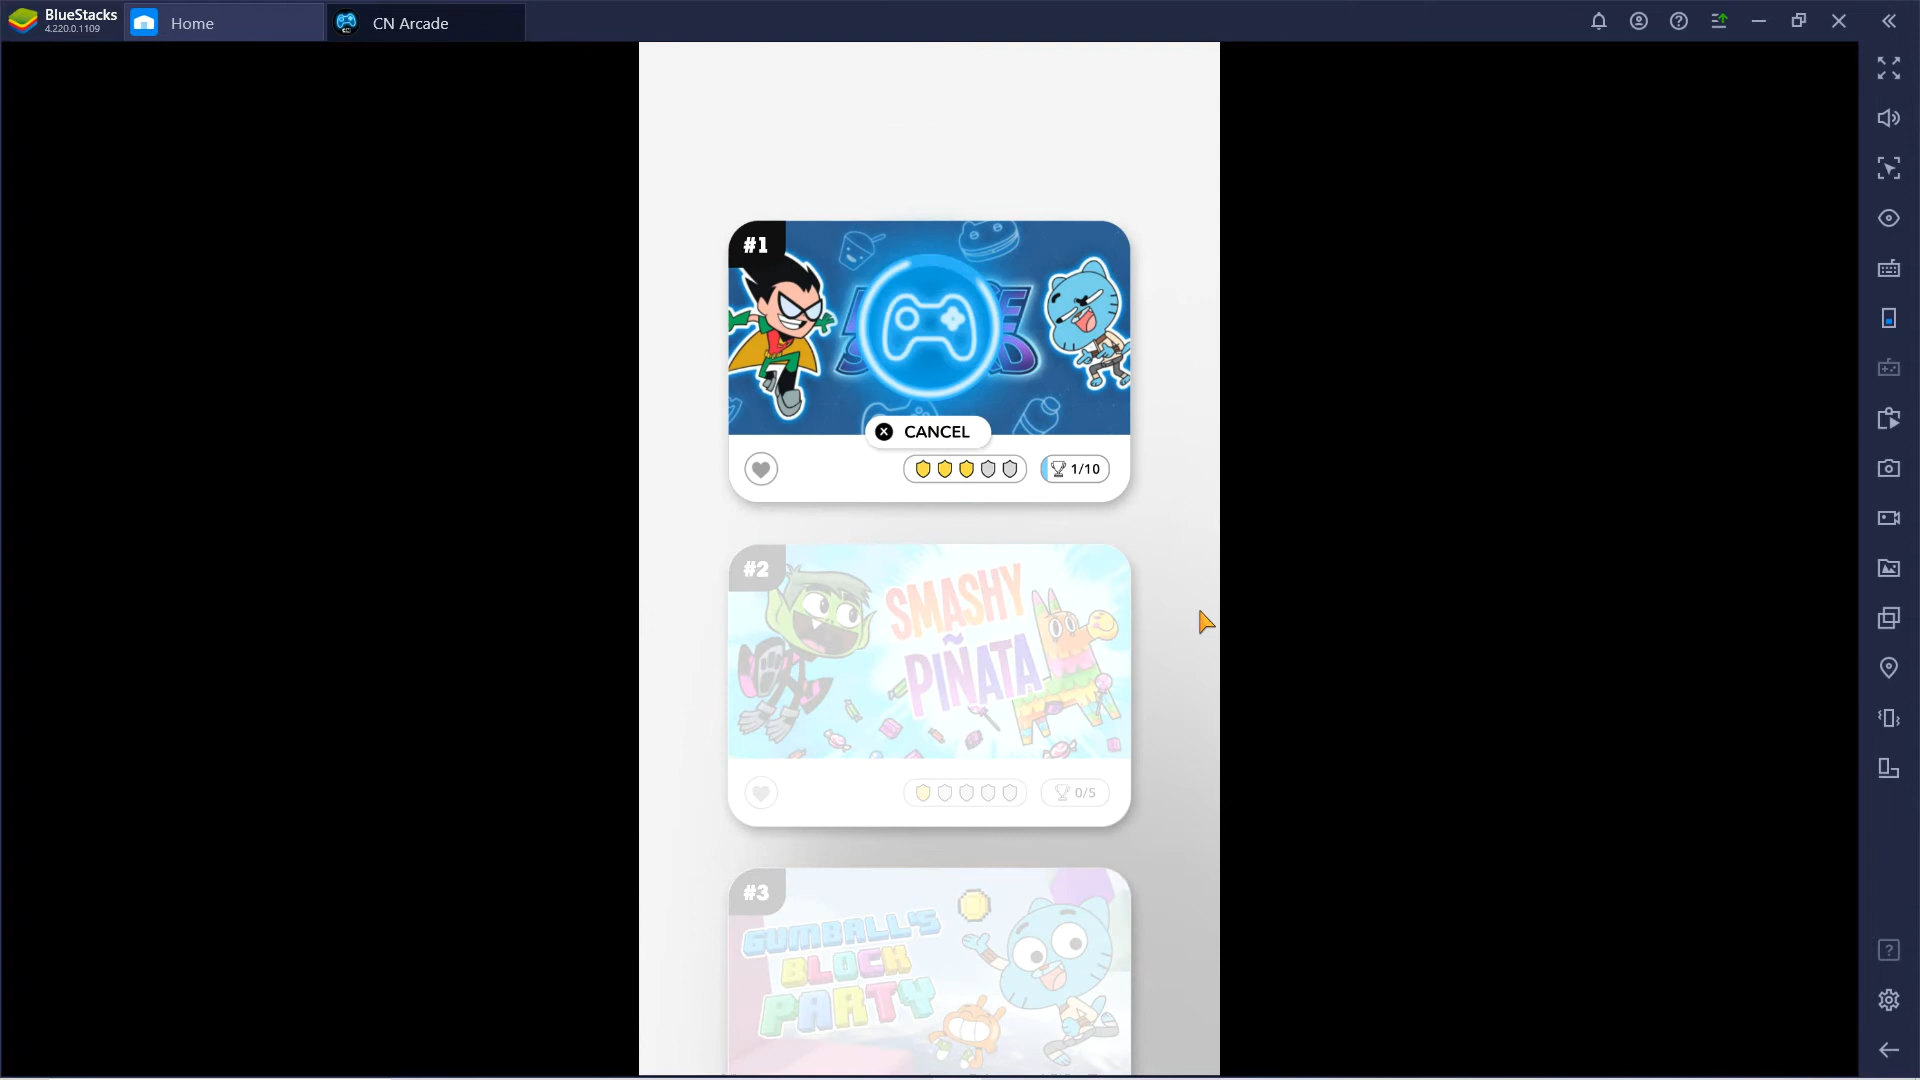 BlueStacks
4.220.0.1109
Home
CN Arcade
#1
CANCEL
1/10
#2
SMASHY
PIÑATA
0/5
#3
GUMBALL'S
BLOCK
PARTY